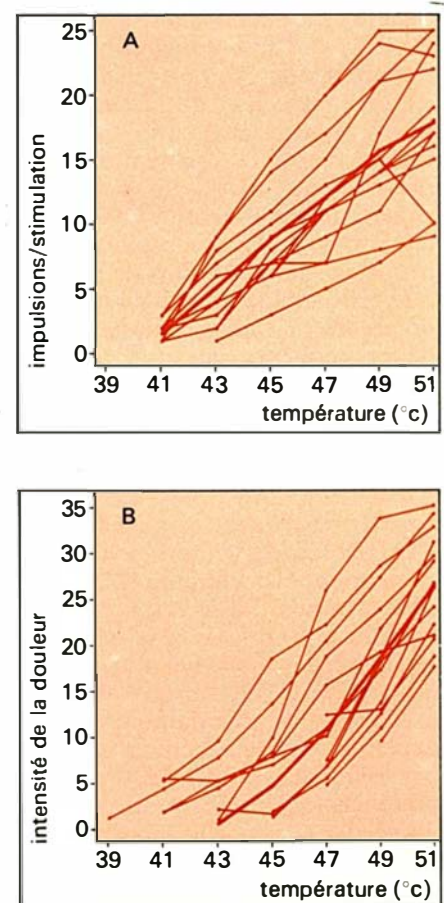 A
25
20
15
10
5
0
impulsions/stimulation
39 41 43 45 47 49 51
température (°c)
B
35
30
25
20
15
10
5
0
intensité de la douleur
39 41 43 45 47 49 51
température (°c)